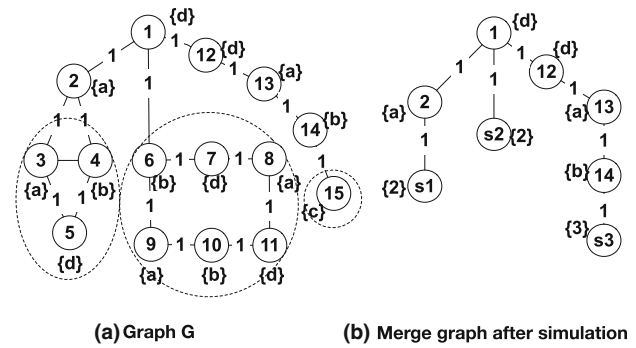 {d}
1
1
{d}
12
1
1
{a}
2
{a}
1
13
1
1
1
{b}
14
3
4
6
1
7
1
8
1
{a}
{b}
{b}
{d}
{a}
15
{c}
1
1
1
1
5
{d}
9
1
10
1
11
{a}
{b}
{d}
(a) Graph G
{d}
1
1
{d}
12
1
1
1
{a}
2
13
{a}
s2
{2}
1
1
{b}
14
{2}
s1
1
{3}
s3
(b) Merge graph after simulation